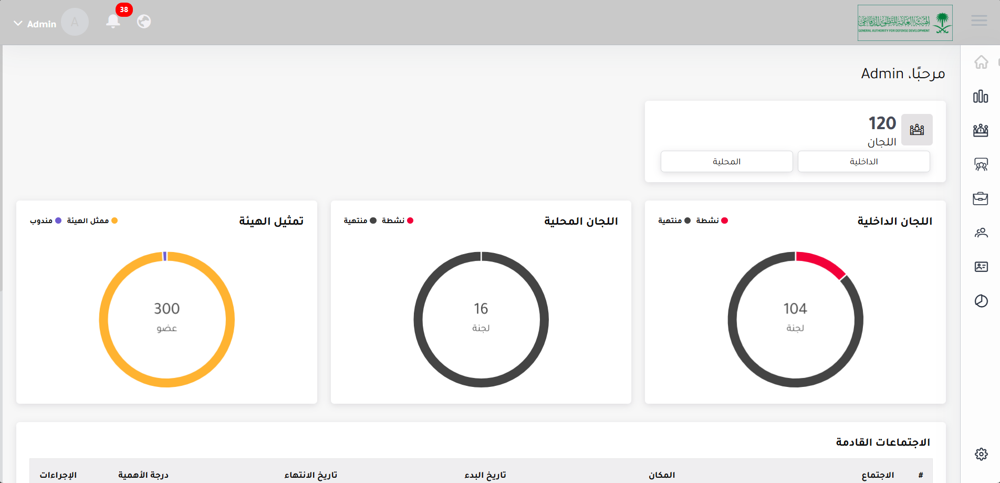 الهيئة العامة للتطوير الدفاعي
GENERAL AUTHORITY FOR DEFENSE DEVELOPMENT
38
A
Admin
مرحبًا، Admin
120
اللجان
الداخلية
المحلية
اللجان الداخلية
نشطة
منتهية
104
لجنة
اللجان المحلية
نشطة
منتهية
16
لجنة
تمثيل الهيئة
ممثل الهيئة
مندوب
300
عضو
الاجتماعات القادمة
# الاجتماع المكان تاريخ البدء تاريخ الانتهاء درجة الأهمية الإجراءات